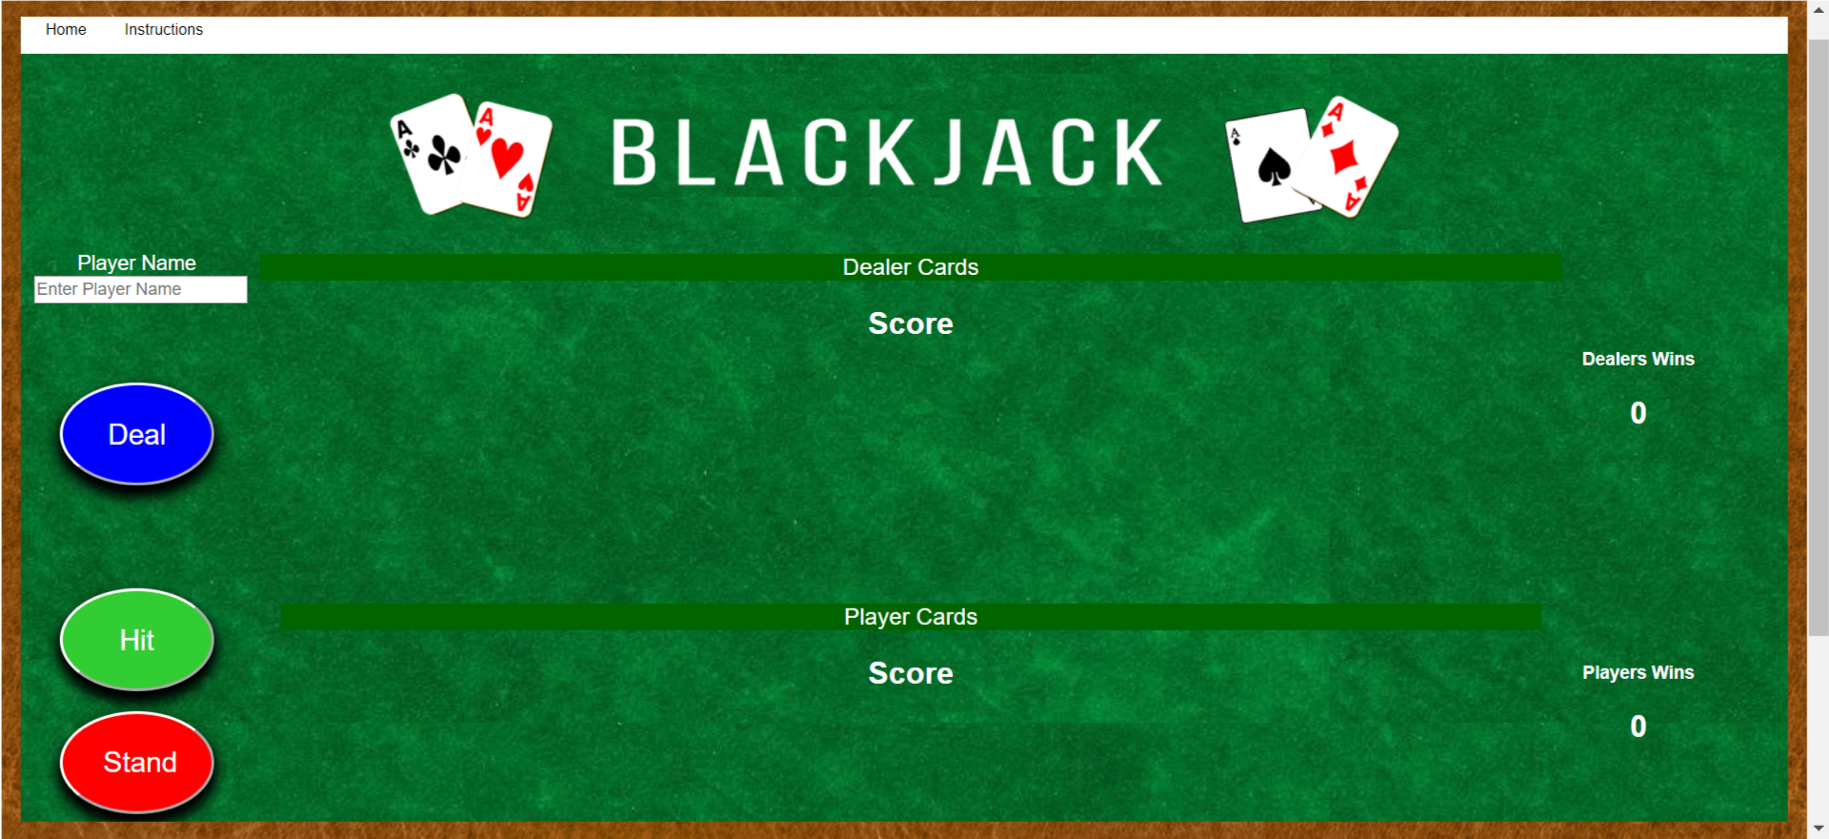 Home Instructions
A A BLACKJACK A A
A A
Player Name
Enter Player Name
Dealer Cards
Score
Dealers Wins
0
Deal
Hit
Stand
Player Cards
Score
Players Wins
0